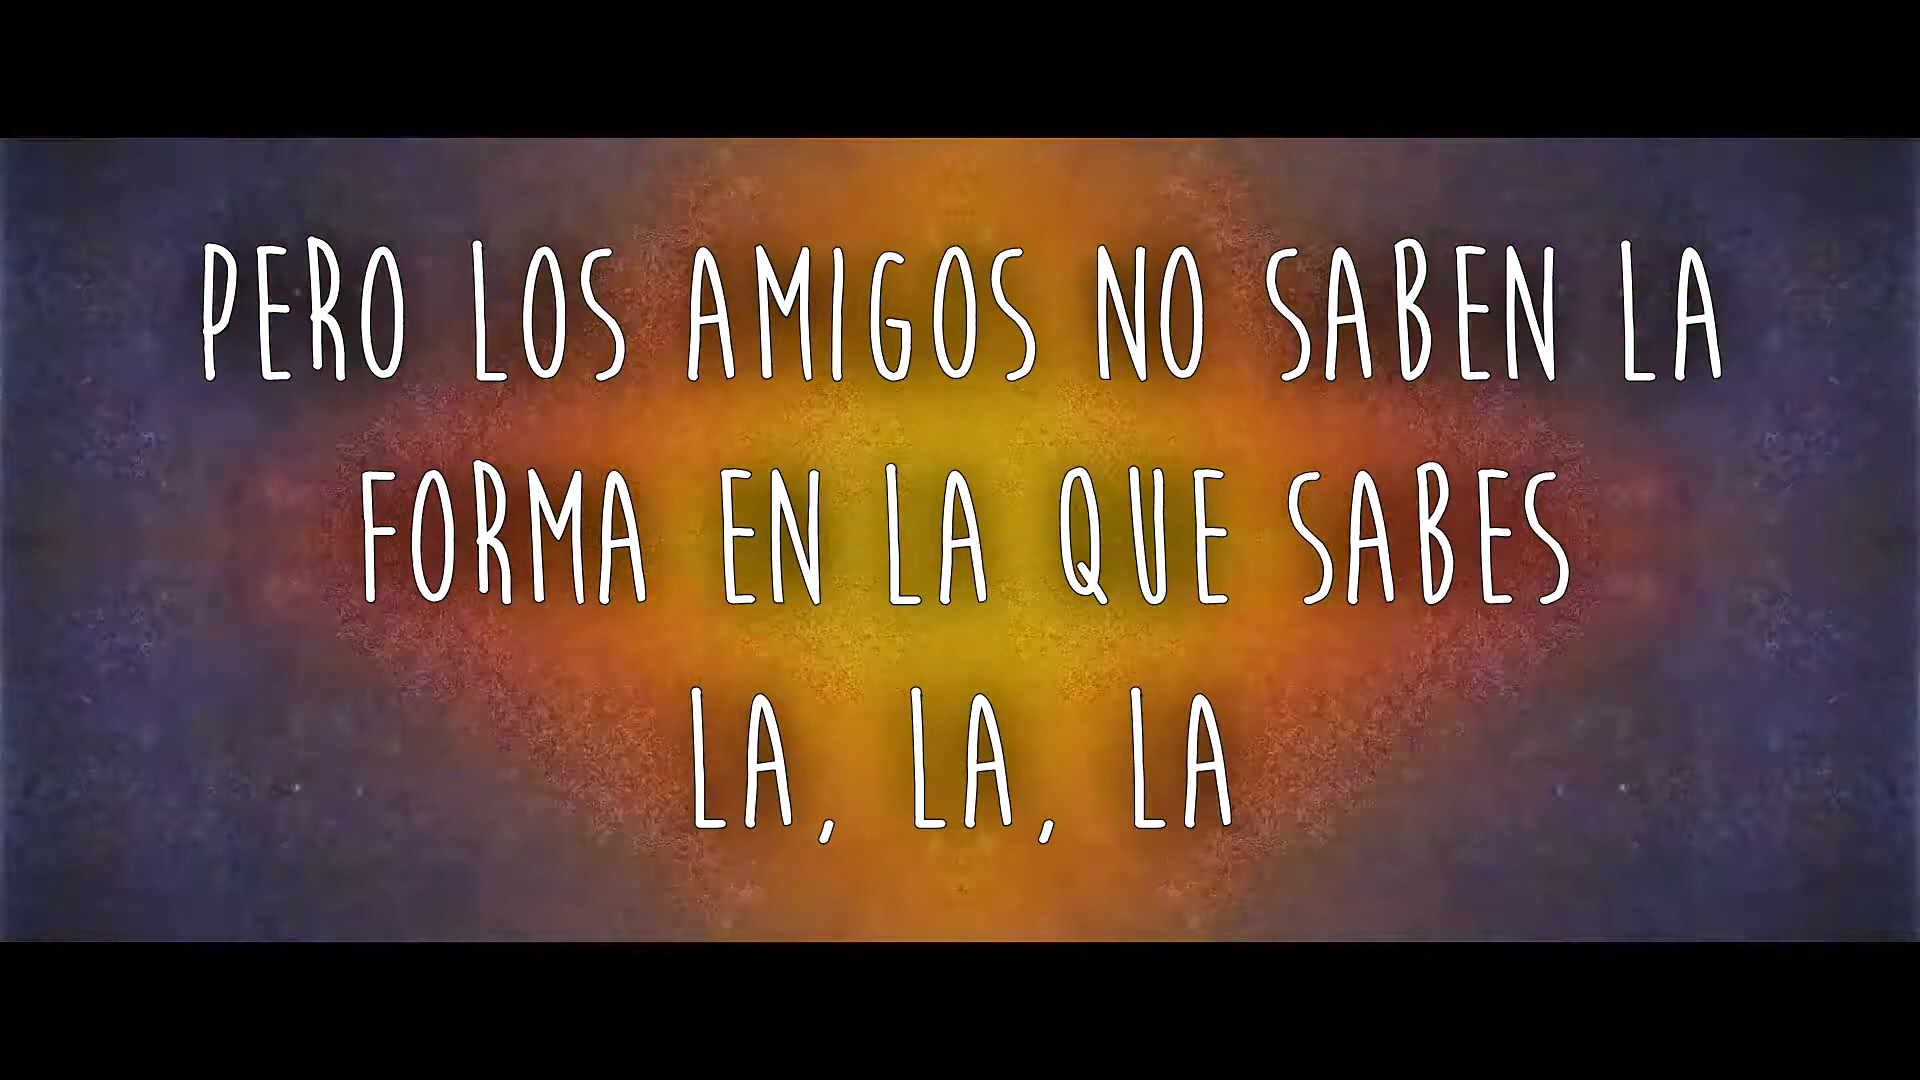 PERO LOS AMIGOS NO SABEN LA
FORMA EN LA QUE SABES
LA, LA, LA